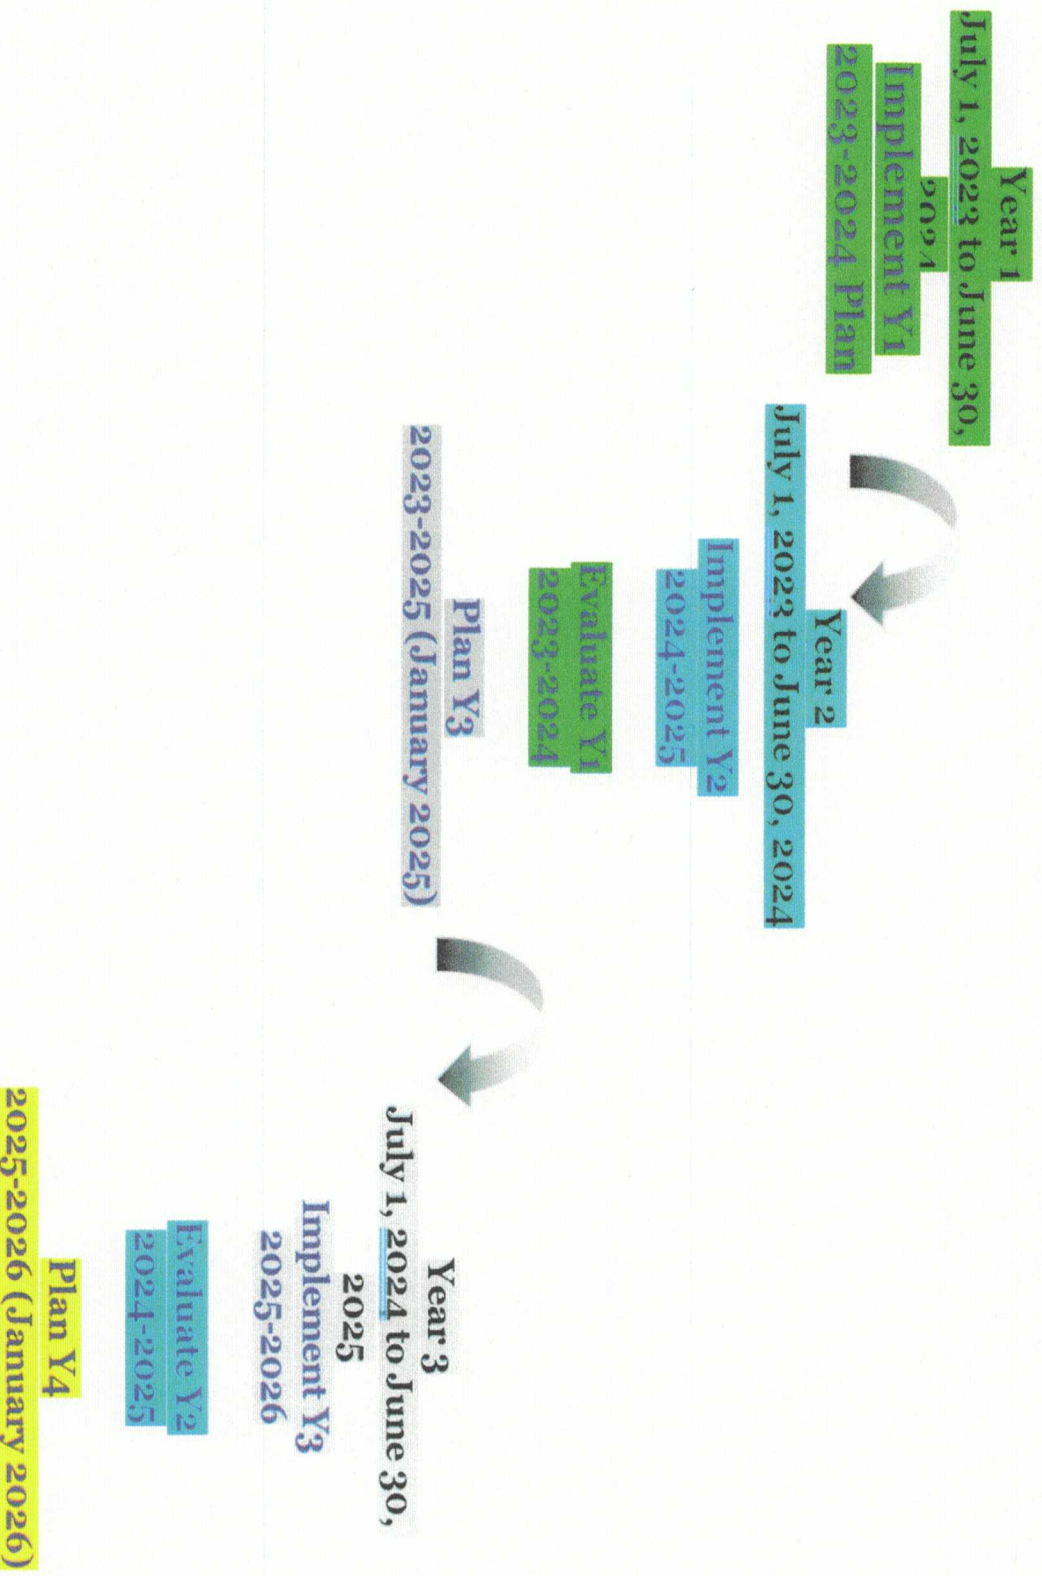 Year 1
July 1, 2023 to June 30,
2024
Implement Y1
2023-2024 Plan
Year 2
July 1, 2023 to June 30, 2024
Implement Y2
2024-2025
Evaluate Y1
2023-2024
Plan Y3
2023-2025 (January 2025)
Year 3
July 1, 2024 to June 30,
2025
Implement Y3
2025-2026
Evaluate Y2
2024-2025
Plan Y4
2025-2026 (January 2026)